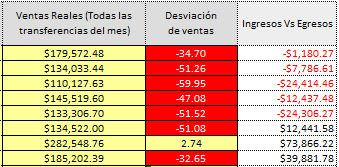 Ventas Reales (Todas las transferencias del mes) Desviación de ventas Ingresos Vs Egresos
$179,572.48 -34.70 -$1,180.27
$134,033.44 -51.26 -$7,786.61
$110,127.63 -59.95 -$24,414.46
$145,519.60 -47.08 -$12,437.48
$133,306.70 -51.52 -$24,306.27
$134,522.00 -51.08 $12,441.58
$282,548.76 2.74 $73,866.22
$185,202.39 -32.65 $39,881.78